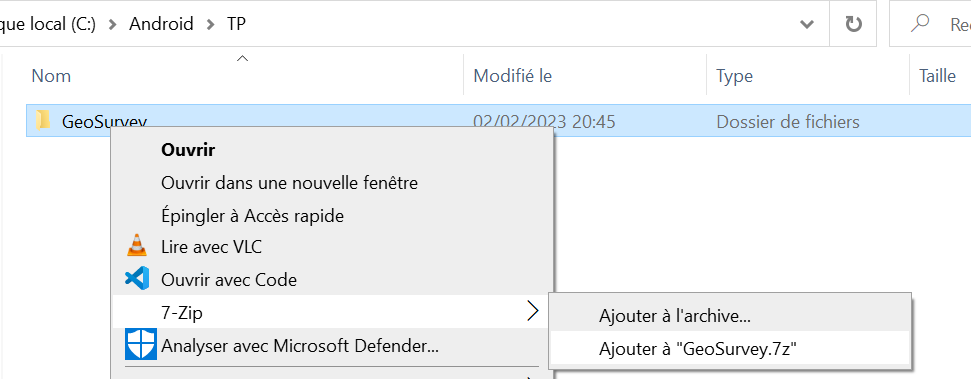 que local (C:) > Android > TP
Rec
Nom Modifié le Type Taille
GeoSurvey 02/02/2023 20:45 Dossier de fichiers
Ouvrir
Ouvrir dans une nouvelle fenêtre
Épingler à Accès rapide
Lire avec VLC
Ouvrir avec Code
7-Zip
Ajouter à l'archive...
Analyser avec Microsoft Defender...
Ajouter à "GeoSurvey.7z"